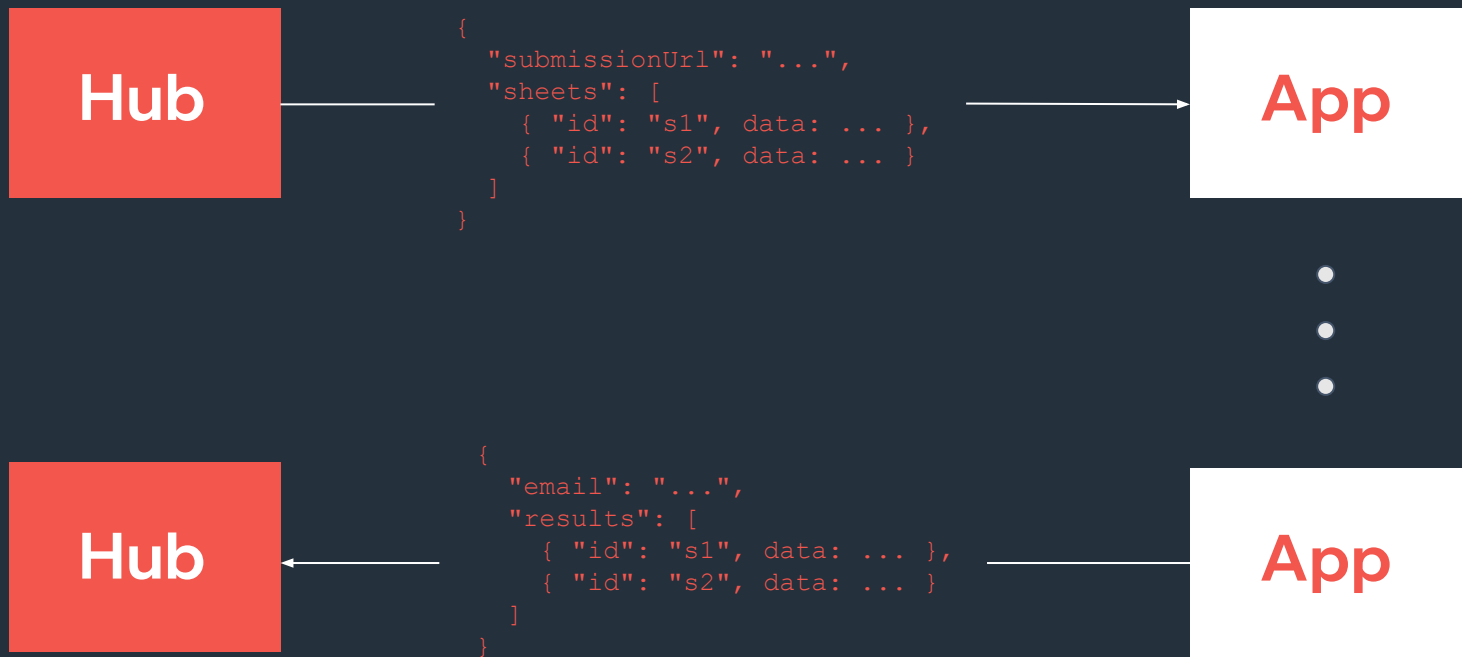 Hub
{
"submissionUrl": "...",
"sheets": [
{ "id": "s1", data: ... },
{ "id": "s2", data: ... }
]
}
App
Hub
{
"email": "...",
"results": [
{ "id": "s1", data: ... },
{ "id": "s2", data: ... }
]
}
App